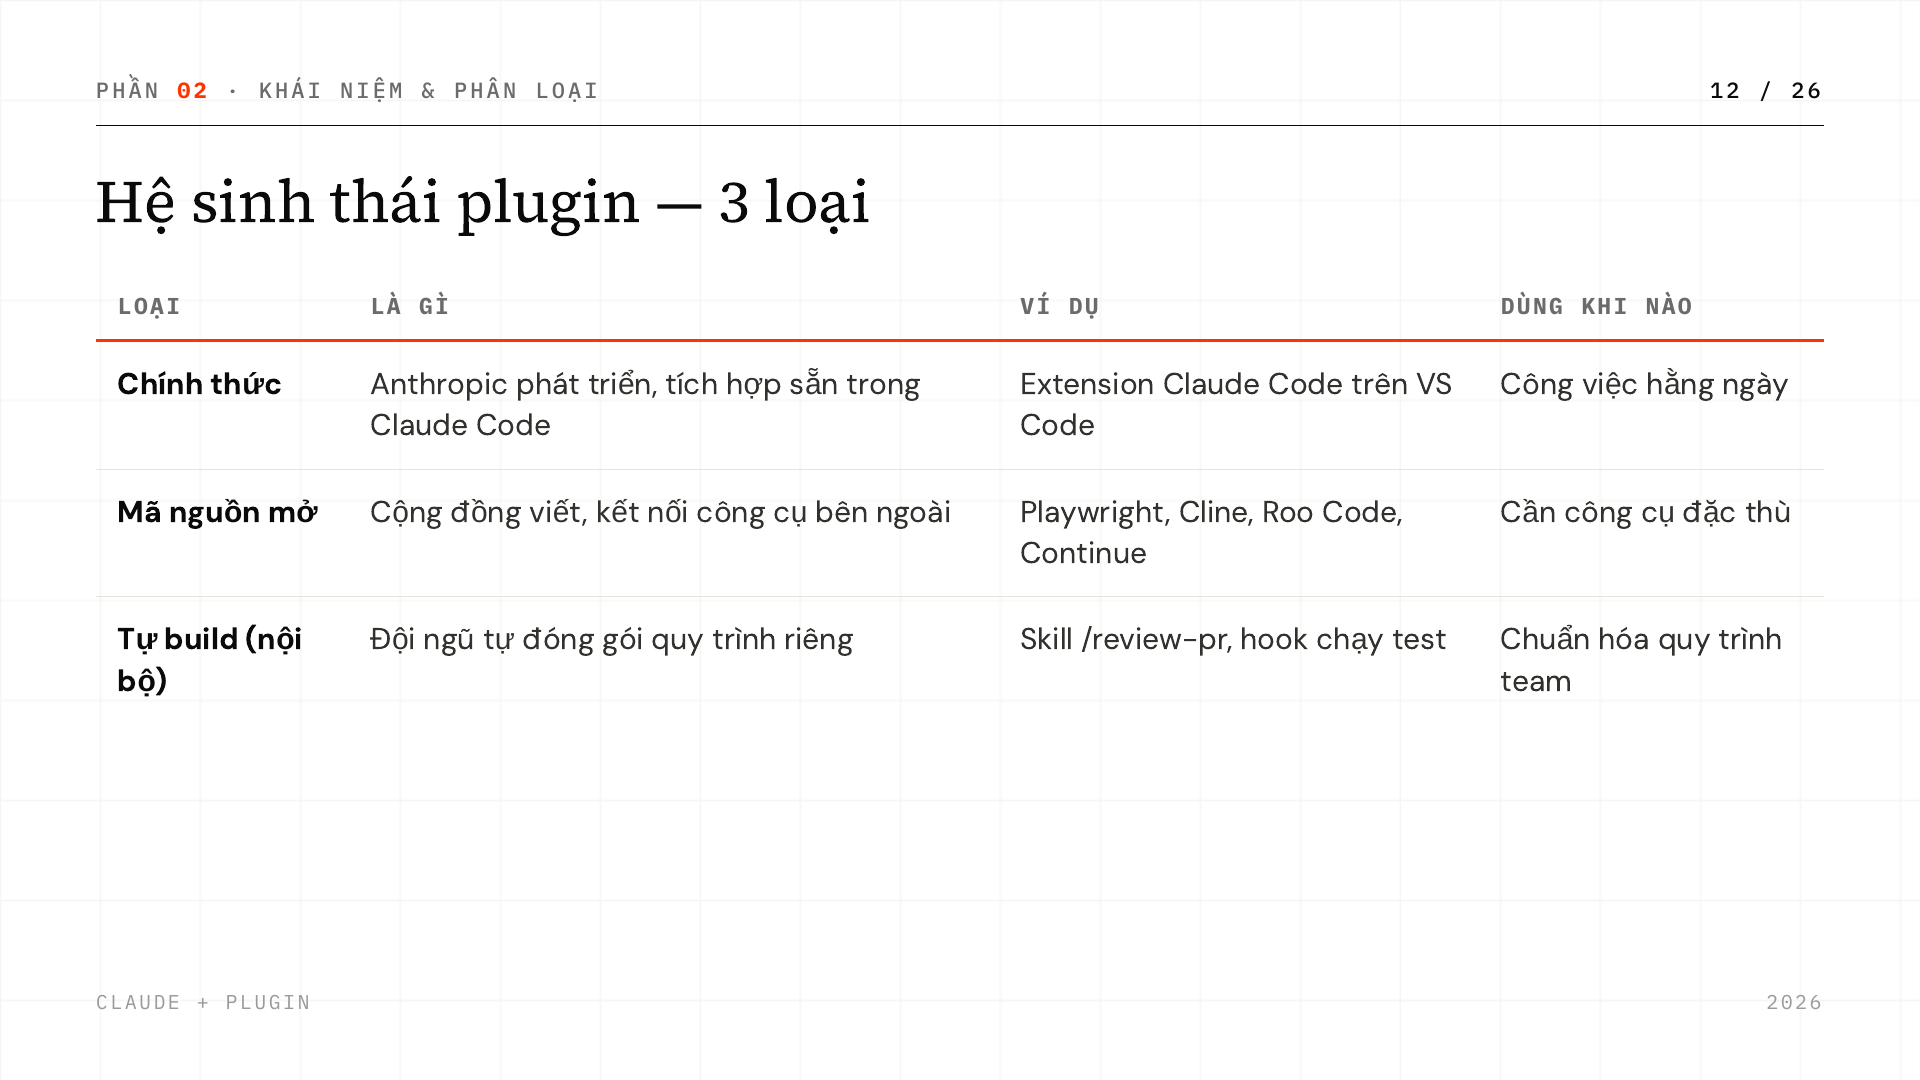 PHẦN 02 · KHÁI NIỆM & PHÂN LOẠI
12 / 26
Hệ sinh thái plugin — 3 loại
LOẠI
LÀ GÌ
VÍ DỤ
DÙNG KHI NÀO
Chính thức
Anthropic phát triển, tích hợp sẵn trong
Claude Code
Extension Claude Code trên VS
Code
Công việc hằng ngày
Mã nguồn mở
Cộng đồng viết, kết nối công cụ bên ngoài
Playwright, Cline, Roo Code,
Continue
Cần công cụ đặc thù
Tự build (nội
bộ)
Đội ngũ tự đóng gói quy trình riêng
Skill /review-pr, hook chạy test
Chuẩn hóa quy trình
team
CLAUDE + PLUGIN
2026